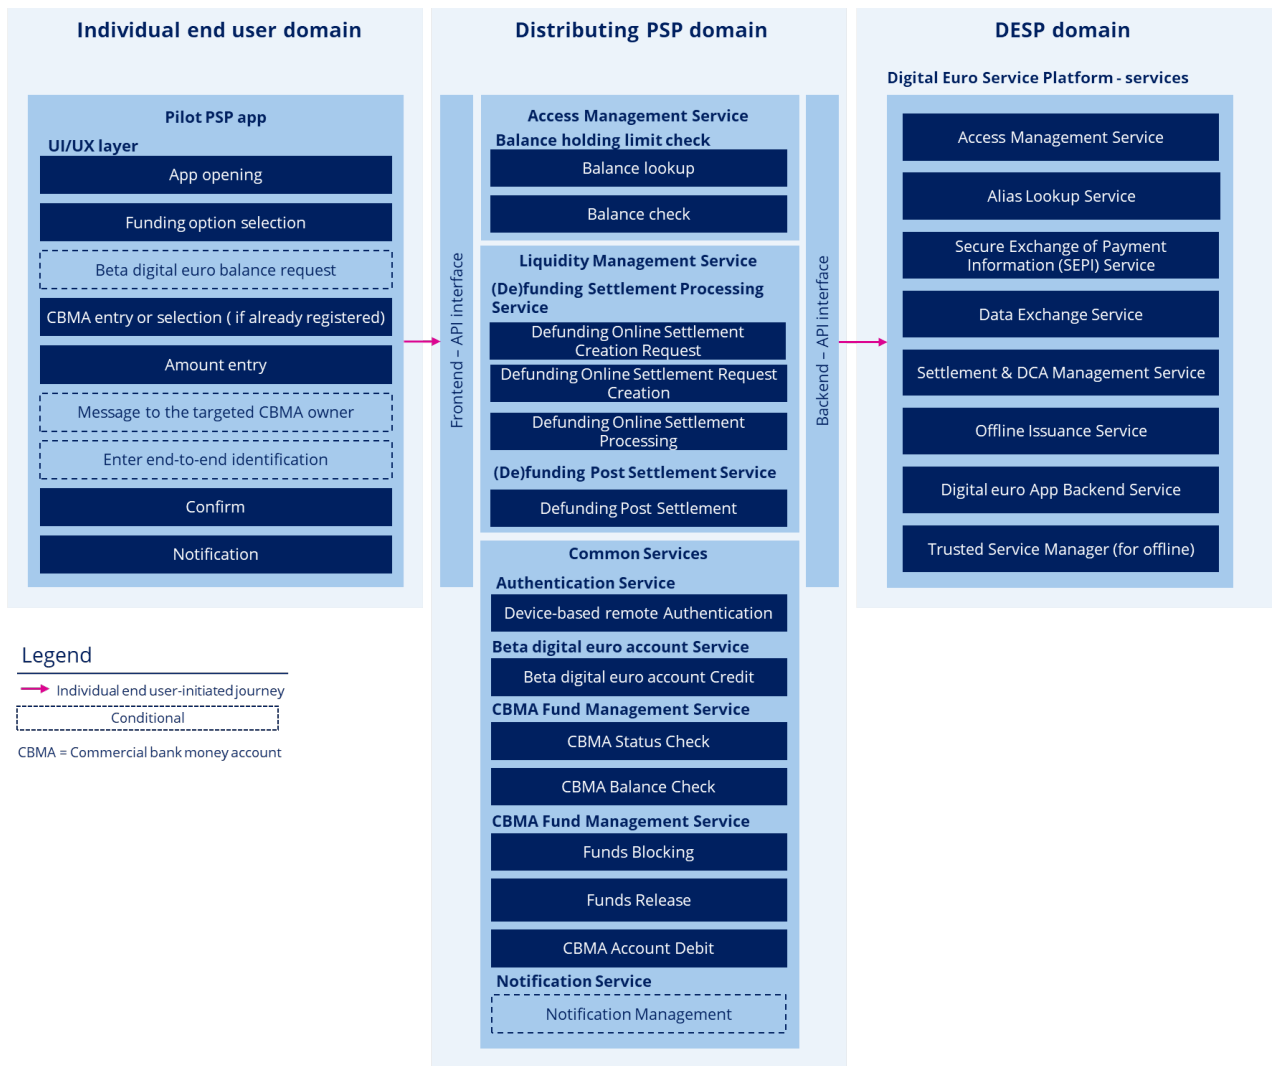 Individual end user domain
Pilot PSP app
UI/UX layer
App opening
Funding option selection
Beta digital euro balance request
CBMA entry or selection ( if already registered)
Amount entry
Message to the targeted CBMA owner
Enter end-to-end identification
Confirm
Notification
Distributing PSP domain
Frontend – API interface
Access Management Service
Balance holding limit check
Balance lookup
Balance check
Liquidity Management Service
(De)funding Settlement Processing
Service
Defunding Online Settlement
Creation Request
Defunding Online Settlement Request
Creation
Defunding Online Settlement
Processing
(De)funding Post Settlement Service
Defunding Post Settlement
Common Services
Authentication Service
Device-based remote Authentication
Beta digital euro account Service
Beta digital euro account Credit
CBMA Fund Management Service
CBMA Status Check
CBMA Balance Check
CBMA Fund Management Service
Funds Blocking
Funds Release
CBMA Account Debit
Notification Service
Notification Management
Backend – API interface
DESP domain
Digital Euro Service Platform - services
Access Management Service
Alias Lookup Service
Secure Exchange of Payment
Information (SEPI) Service
Data Exchange Service
Settlement & DCA Management Service
Offline Issuance Service
Digital euro App Backend Service
Trusted Service Manager (for offline)
Legend
Individual end user-initiated journey
Conditional
CBMA = Commercial bank money account